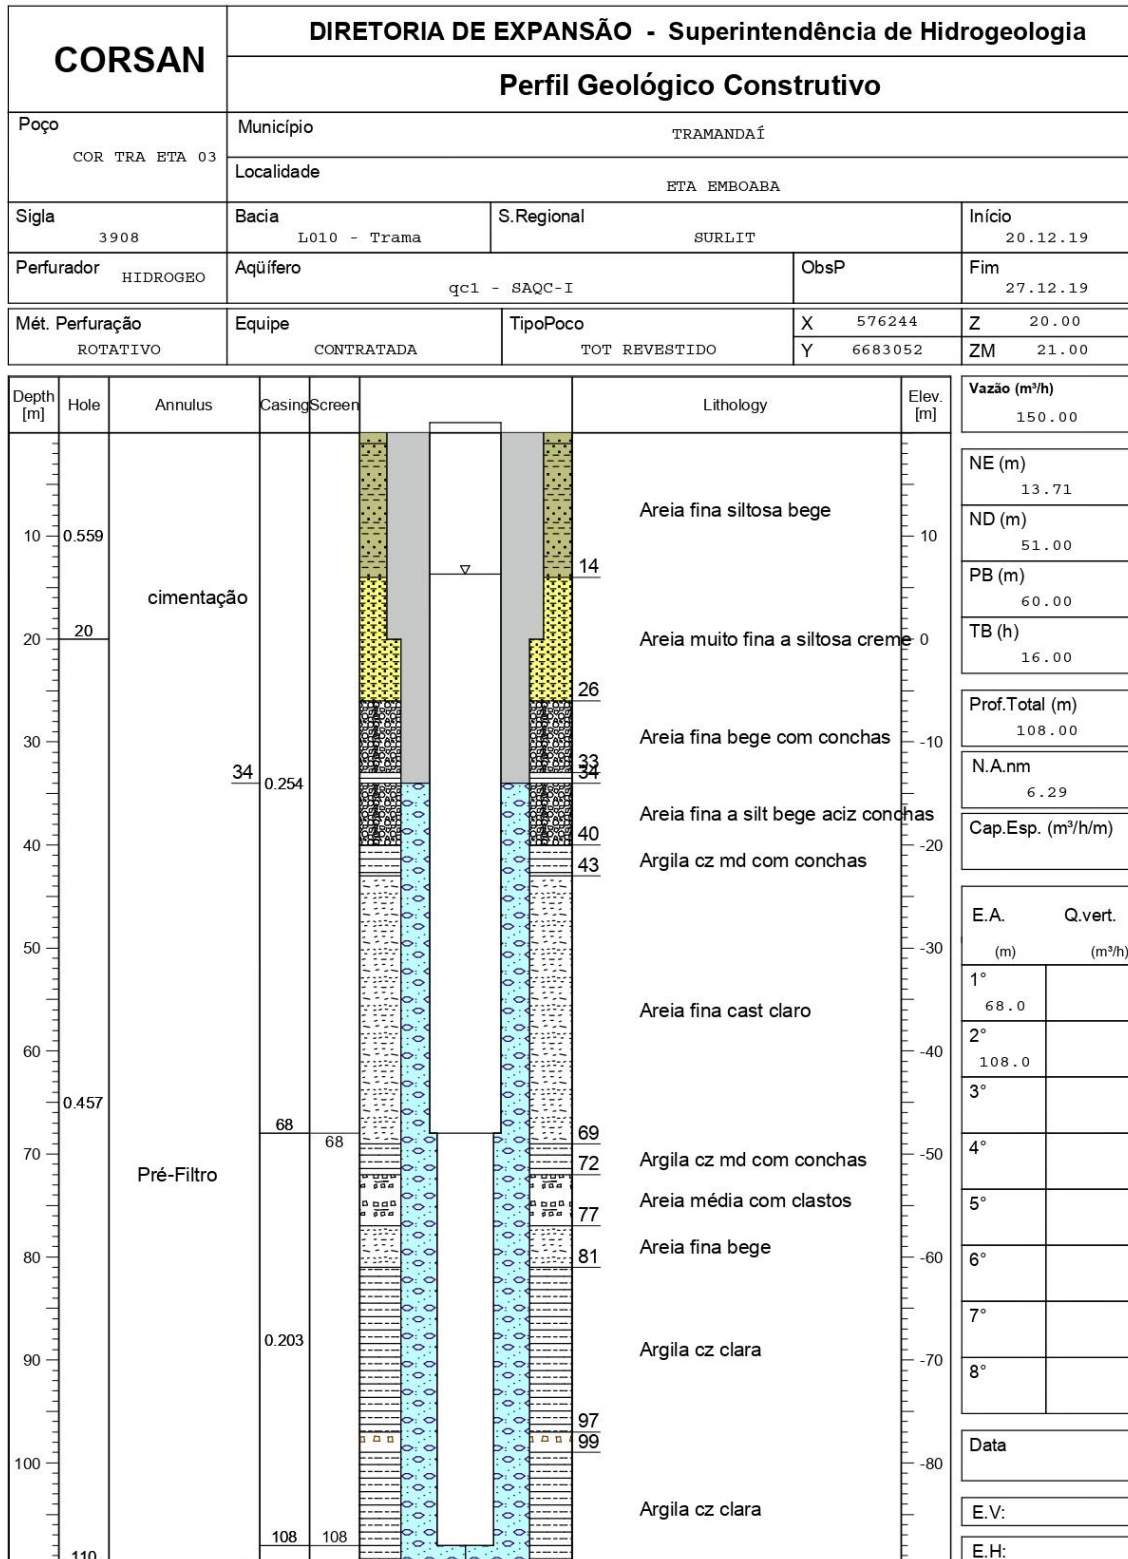 CORSAN
DIRETORIA DE EXPANSÃO - Superintendência de Hidrogeologia
Perfil Geológico Construtivo
Poço
COR TRA ETA 03
Município
TRAMANDAÍ
Localidade
ETA EMBOABA
Sigla
3908
Bacia
L010 - Trama
S.Regional
SURLIT
Início
20.12.19
Perfurador HIDROGEO
Aqüífero
qc1 - SAQC-I
ObsP
Fim
27.12.19
Mét. Perfuração
ROTATIVO
Equipe
CONTRATADA
TipoPoco
TOT REVESTIDO
X 576244
Z 20.00
Y 6683052
ZM 21.00
Depth [m] Hole Annulus Casing Screen Lithology Elev. [m]
Vazão (m³/h)
150.00
NE (m)
13.71
Areia fina siltosa bege
10 0.559 10
ND (m)
51.00
14
PB (m)
60.00
cimentação
20
20 Areia muito fina a siltosa creme 0
TB (h)
16.00
26
Prof.Total (m)
108.00
30 Areia fina bege com conchas -10
33
34 0.254 34
N.A.nm
6.29
Areia fina a silt bege aciz conchas
Cap.Esp. (m³/h/m)
40 40 -20
43 Argila cz md com conchas
E.A. Q.vert.
(m) (m³/h)
50 -30
1°
68.0
Areia fina cast claro
2°
108.0
60 -40
3°
0.457
68 68 69
4°
70 -50
72 Argila cz md com conchas
Pré-Filtro
5°
Areia média com clastos
77
Areia fina bege
80 81 -60
6°
7°
0.203
Argila cz clara
90 -70
8°
97
99
Data
100 -80
E.V:
Argila cz clara
108 108
E.H:
110